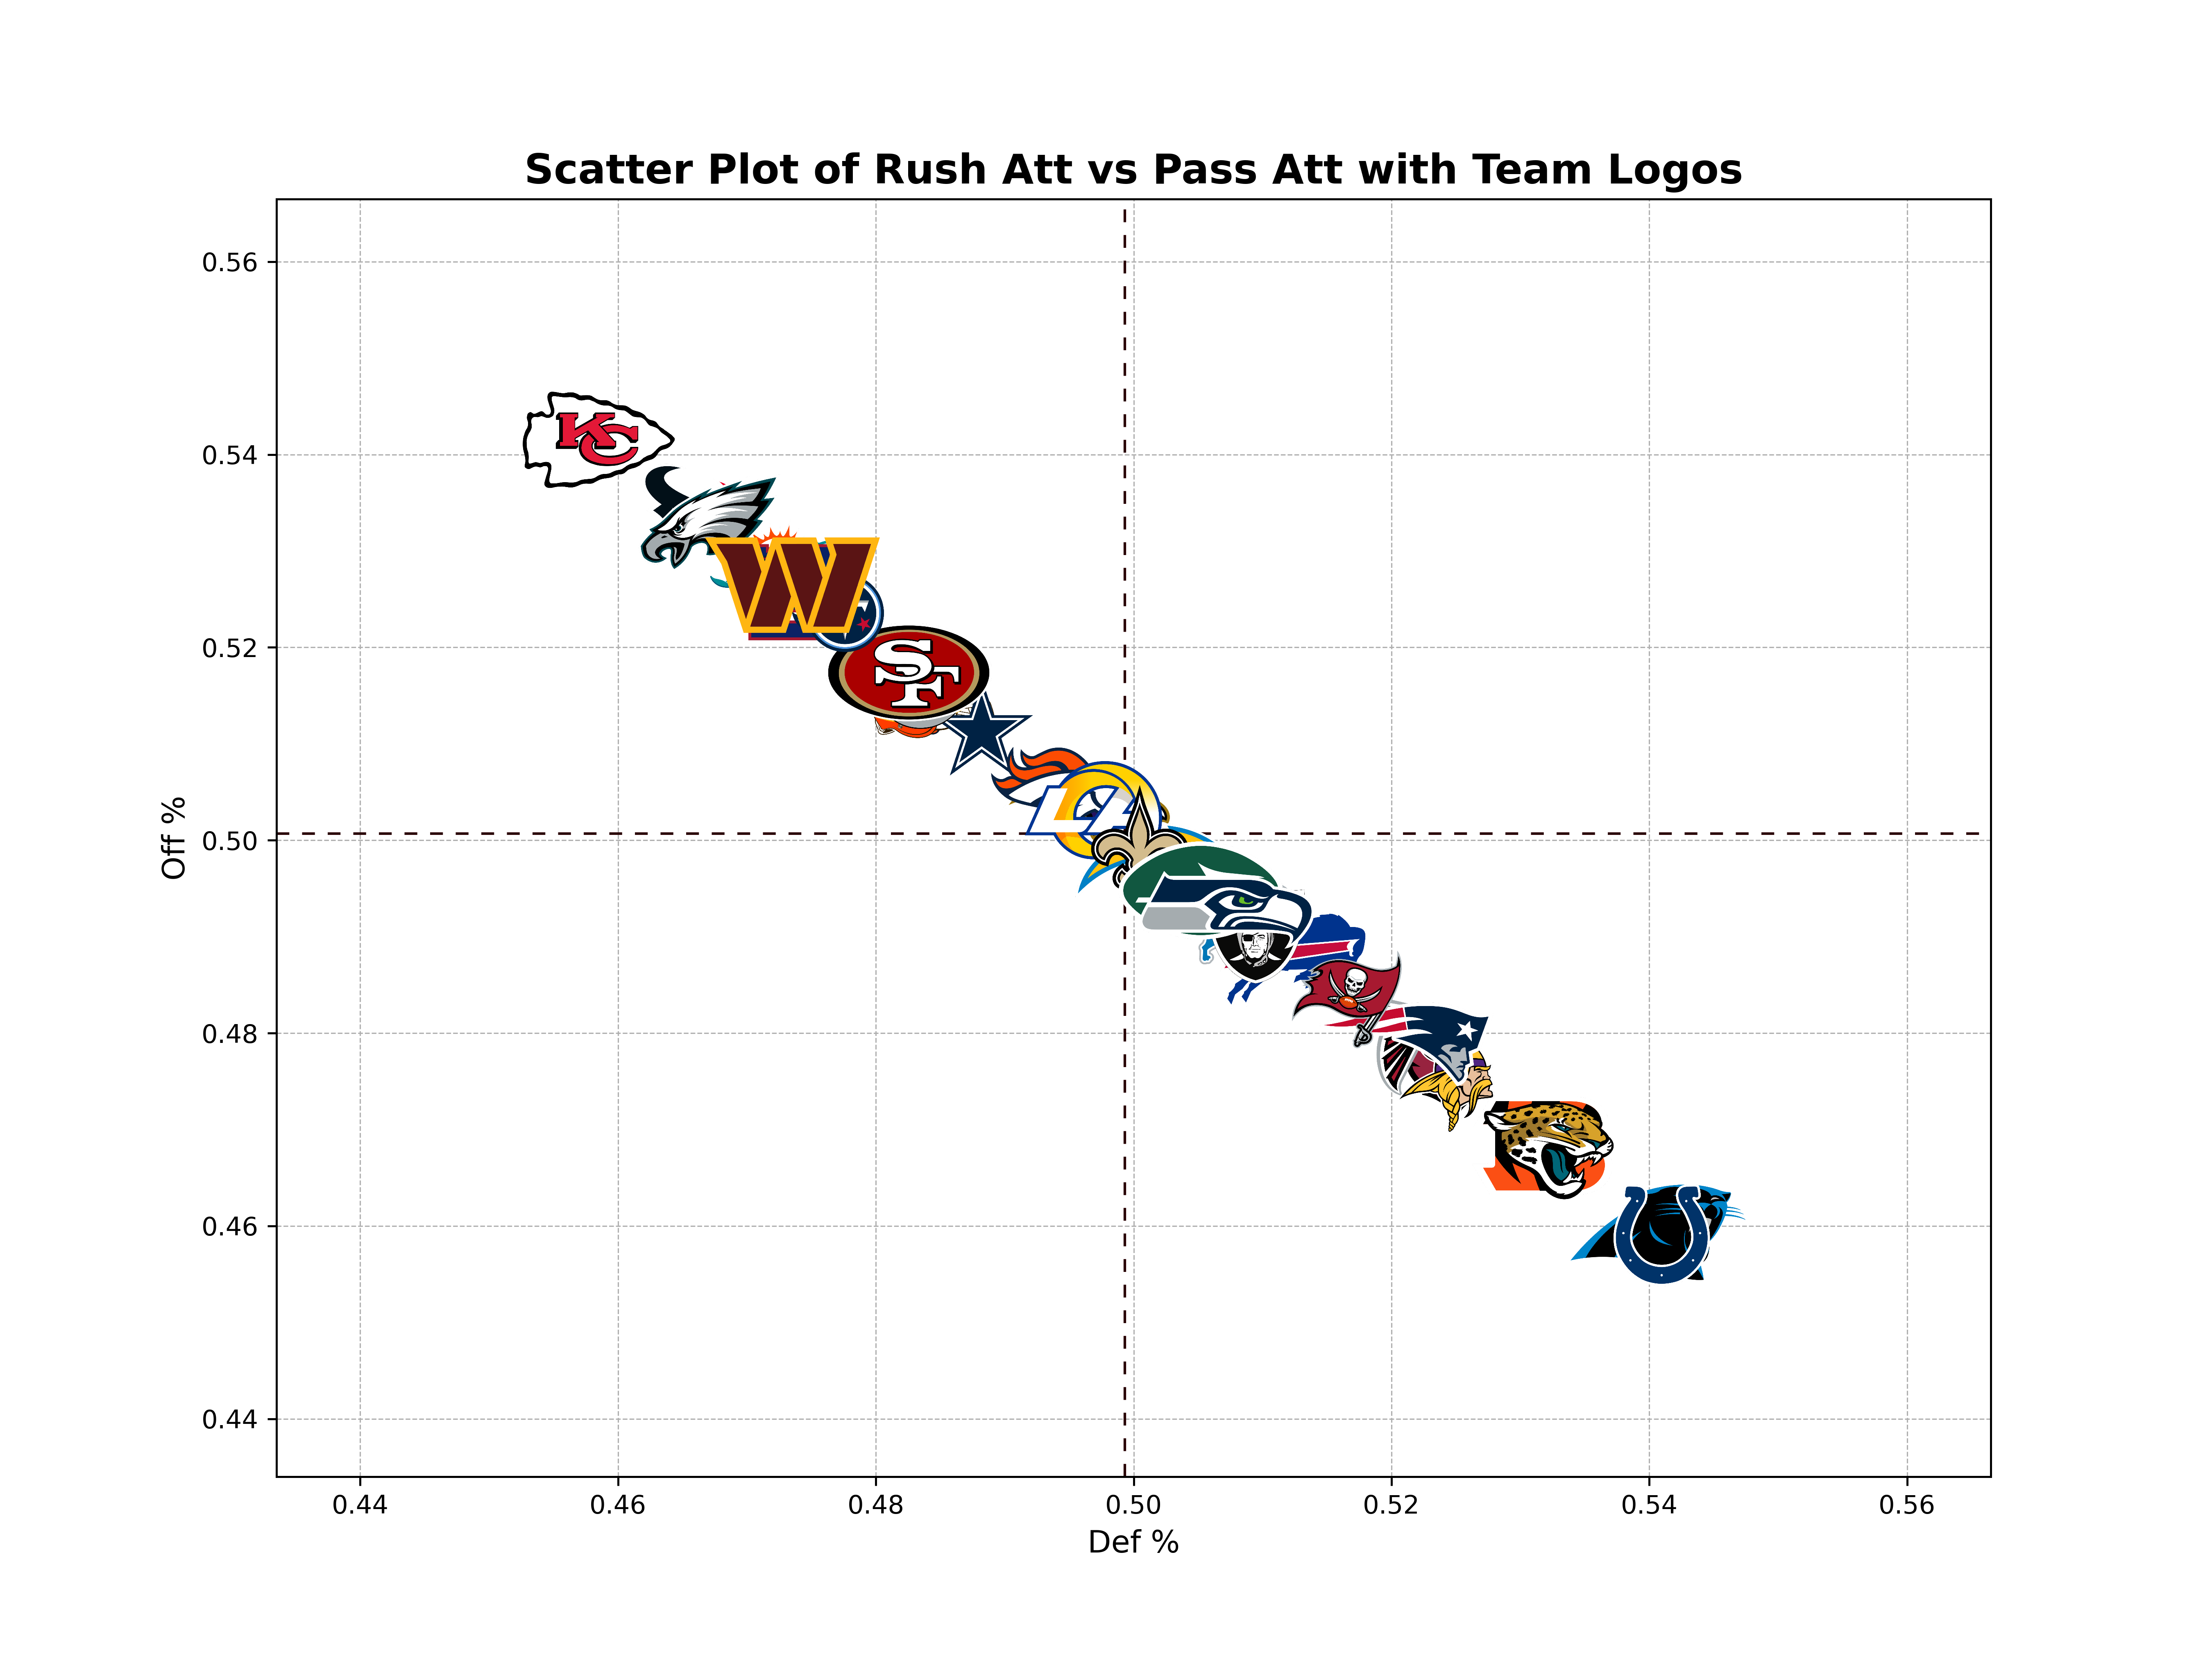 Scatter Plot of Rush Att vs Pass Att with Team Logos
0.56
0.54
0.52
0.50
0.48
0.46
0.44
Off %
KC
W
SF
LA
0.44 0.46 0.48 0.50 0.52 0.54 0.56
Def %